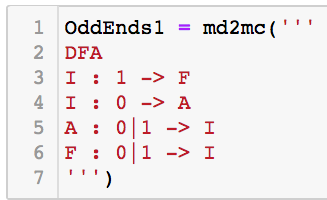 1 OddEnds1 = md2mc('''
2 DFA
3 I : 1 -> F
4 I : 0 -> A
5 A : 0|1 -> I
6 F : 0|1 -> I
7 ''')